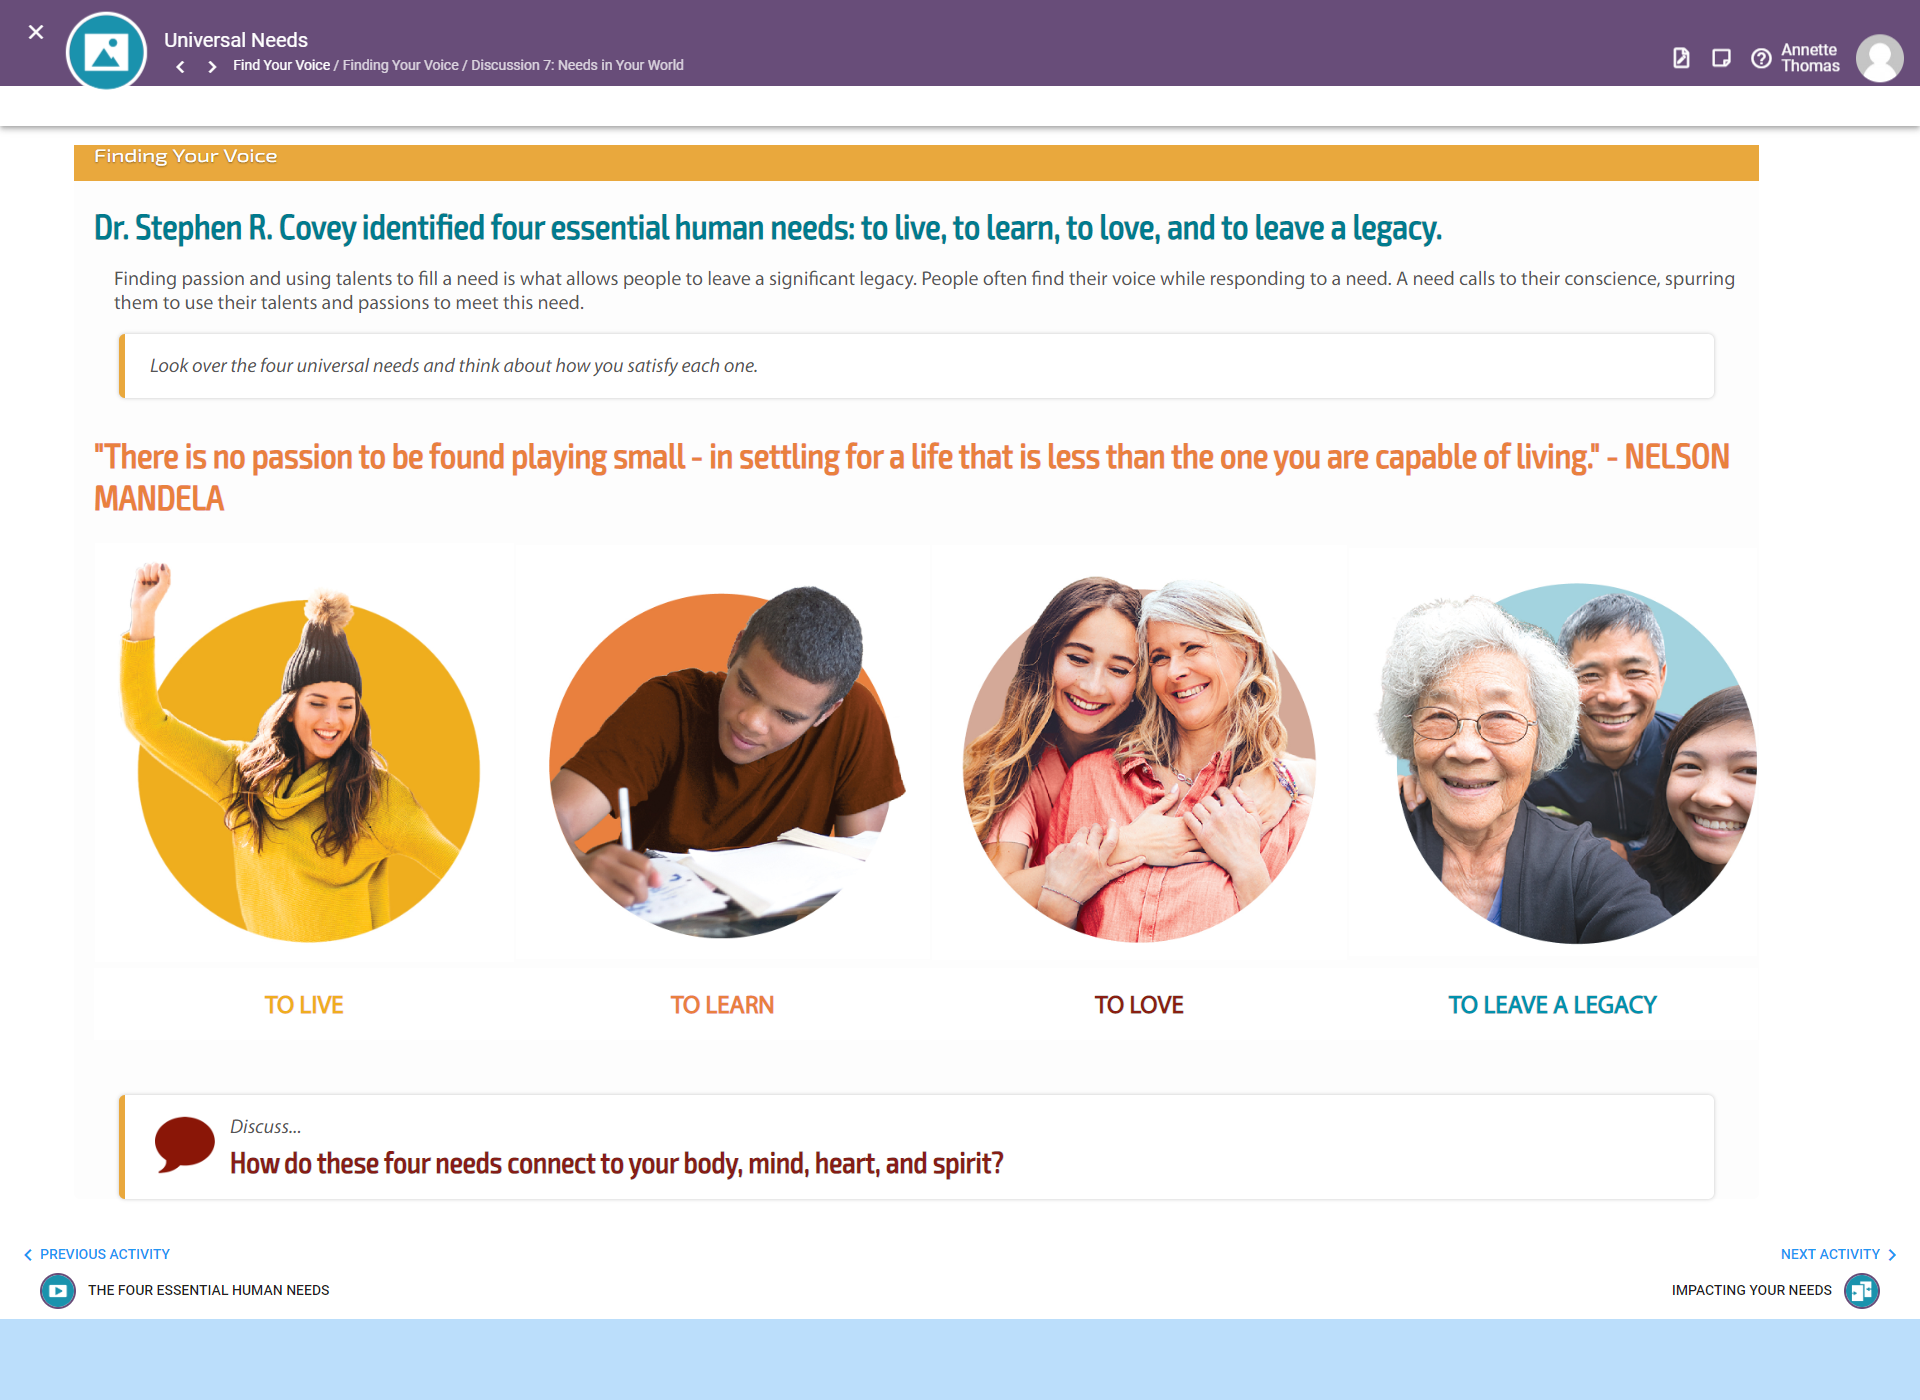 Universal Needs
Find Your Voice / Finding Your Voice / Discussion 7: Needs in Your World
Annette
Thomas
Finding Your Voice
Dr. Stephen R. Covey identified four essential human needs: to live, to learn, to love, and to leave a legacy.
Finding passion and using talents to fill a need is what allows people to leave a significant legacy. People often find their voice while responding to a need. A need calls to their conscience, spurring
them to use their talents and passions to meet this need.
Look over the four universal needs and think about how you satisfy each one.
"There is no passion to be found playing small - in settling for a life that is less than the one you are capable of living." - NELSON
MANDELA
TO LIVE
TO LEARN
TO LOVE
TO LEAVE A LEGACY
Discuss...
How do these four needs connect to your body, mind, heart, and spirit?
PREVIOUS ACTIVITY
NEXT ACTIVITY
THE FOUR ESSENTIAL HUMAN NEEDS
IMPACTING YOUR NEEDS